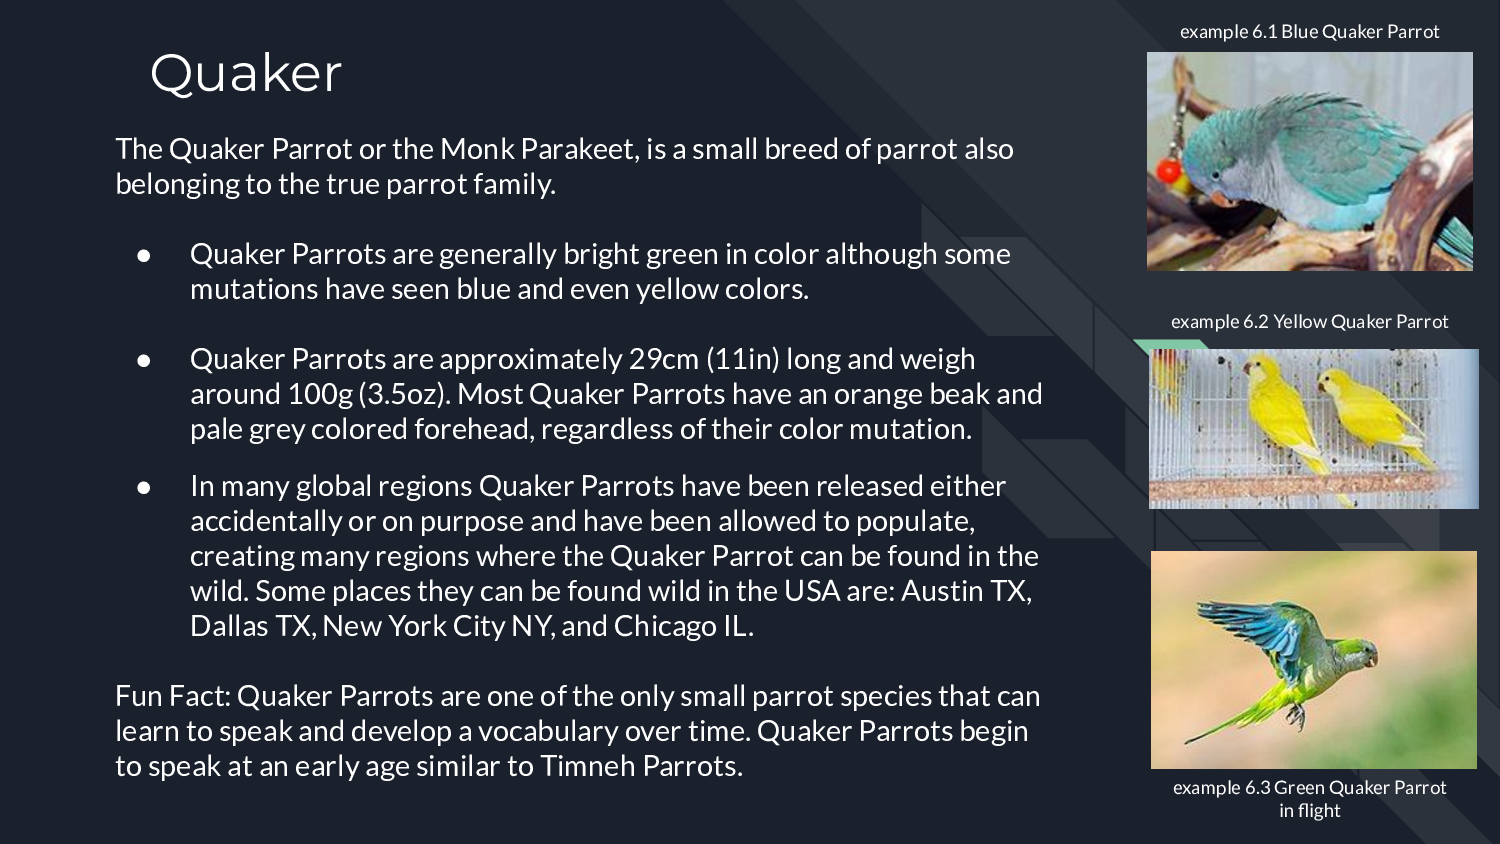 Quaker
The Quaker Parrot or the Monk Parakeet, is a small breed of parrot also
belonging to the true parrot family.
● Quaker Parrots are generally bright green in color although some
mutations have seen blue and even yellow colors.
● Quaker Parrots are approximately 29cm (11in) long and weigh
around 100g (3.5oz). Most Quaker Parrots have an orange beak and
pale grey colored forehead, regardless of their color mutation.
● In many global regions Quaker Parrots have been released either
accidentally or on purpose and have been allowed to populate,
creating many regions where the Quaker Parrot can be found in the
wild. Some places they can be found wild in the USA are: Austin TX,
Dallas TX, New York City NY, and Chicago IL.
Fun Fact: Quaker Parrots are one of the only small parrot species that can
learn to speak and develop a vocabulary over time. Quaker Parrots begin
to speak at an early age similar to Timneh Parrots.
example 6.1 Blue Quaker Parrot
example 6.2 Yellow Quaker Parrot
example 6.3 Green Quaker Parrot
in flight